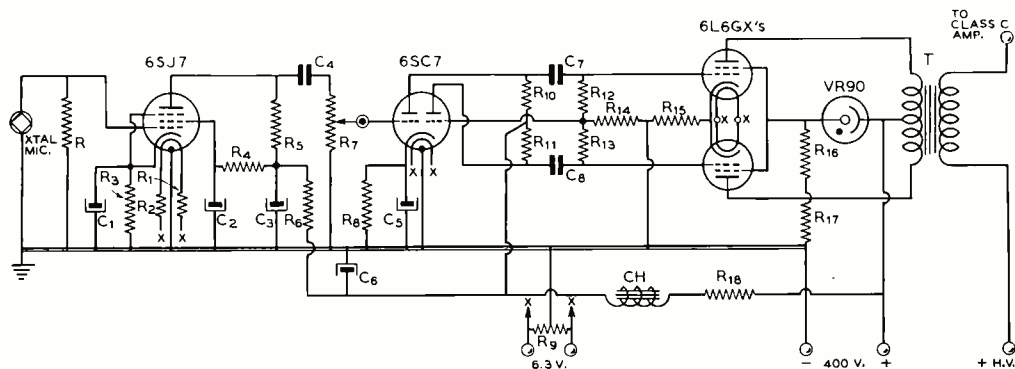 TO
CLASS C
AMP.
6L6GX's
T
6SJ7
C4
6SC7
C7
VR90
R10
R12
R14
R15
XTAL
MIC.
R
R5
R7
R11
R13
R16
R4
C8
R3
R1
C1
R2
C2
C3
R6
R8
C5
R17
X X
X X
X X
C6
CH
R18
X X
R9
6.3 V.
- 400 V. +
+ H.V.